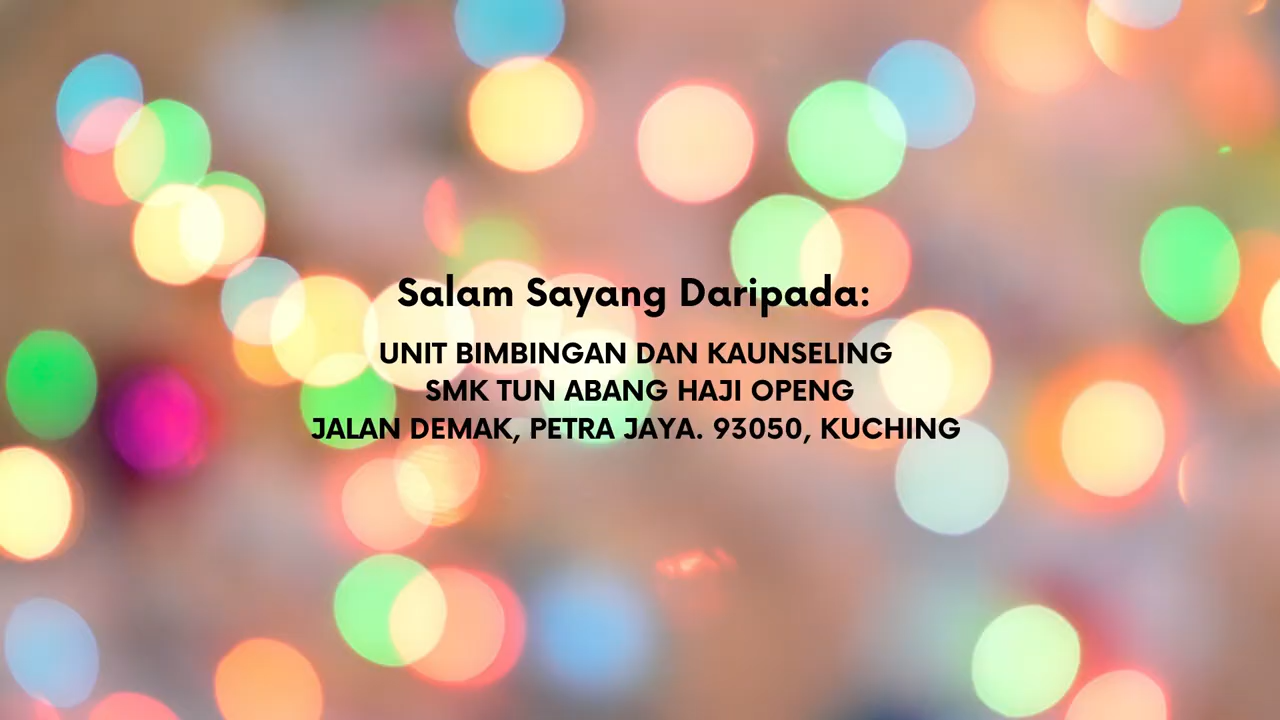 Salam Sayang Daripada:
UNIT BIMBINGAN DAN KAUNSELING
SMK TUN ABANG HAJI OPENG
JALAN DEMAK, PETRA JAYA. 93050, KUCHING